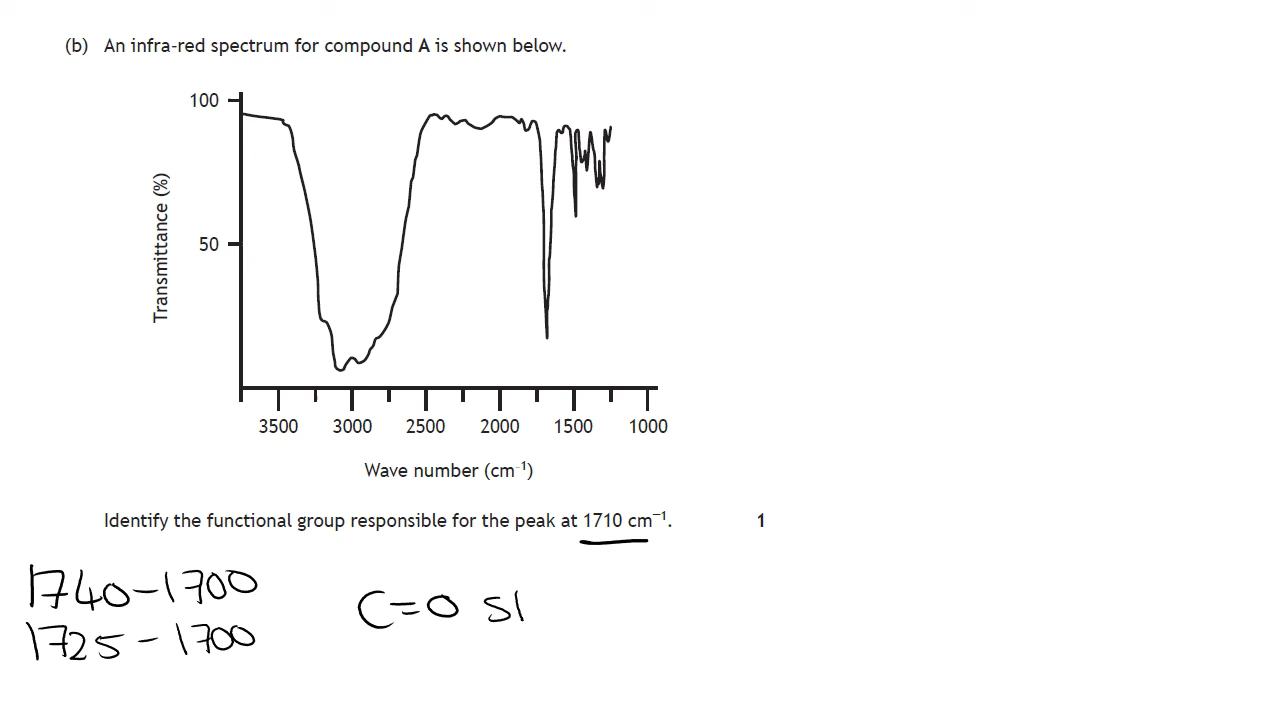 (b) An infra-red spectrum for compound A is shown below.
100
50
Transmittance (%)
3500 3000 2500 2000 1500 1000
Wave number (cm⁻¹)
Identify the functional group responsible for the peak at 1710 cm⁻¹. 1
1740-1700
C=O
1725-1700